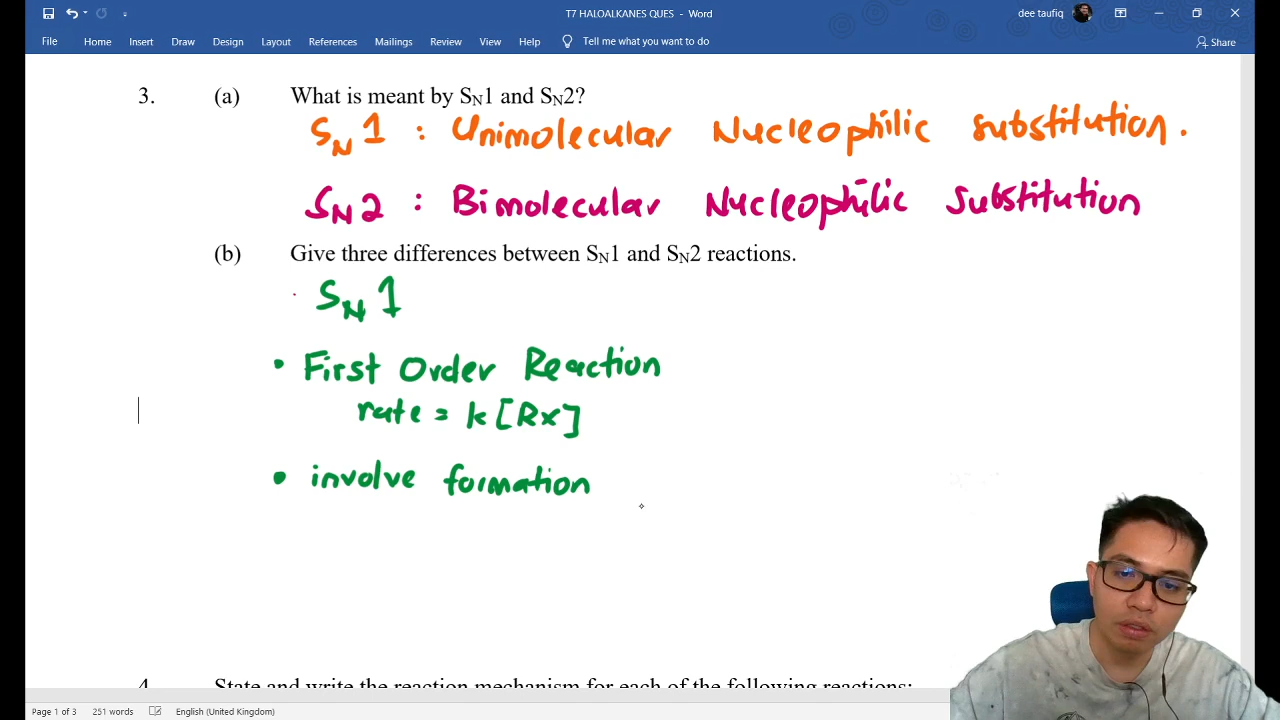 T7 HALOALKANES QUES - Word
dee taufiq
File Home Insert Draw Design Layout References Mailings Review View Help Tell me what you want to do
Share
3. (a) What is meant by SN1 and SN2?
SN1 : Unimolecular Nucleophilic substitution.
SN2 : Bimolecular Nucleophilic Substitution
(b) Give three differences between SN1 and SN2 reactions.
SN1
• First Order Reaction
rate = k[Rx]
• involve formation
4. State and write the reaction mechanism for each of the following reactions:
Page 1 of 3 251 words English (United Kingdom)